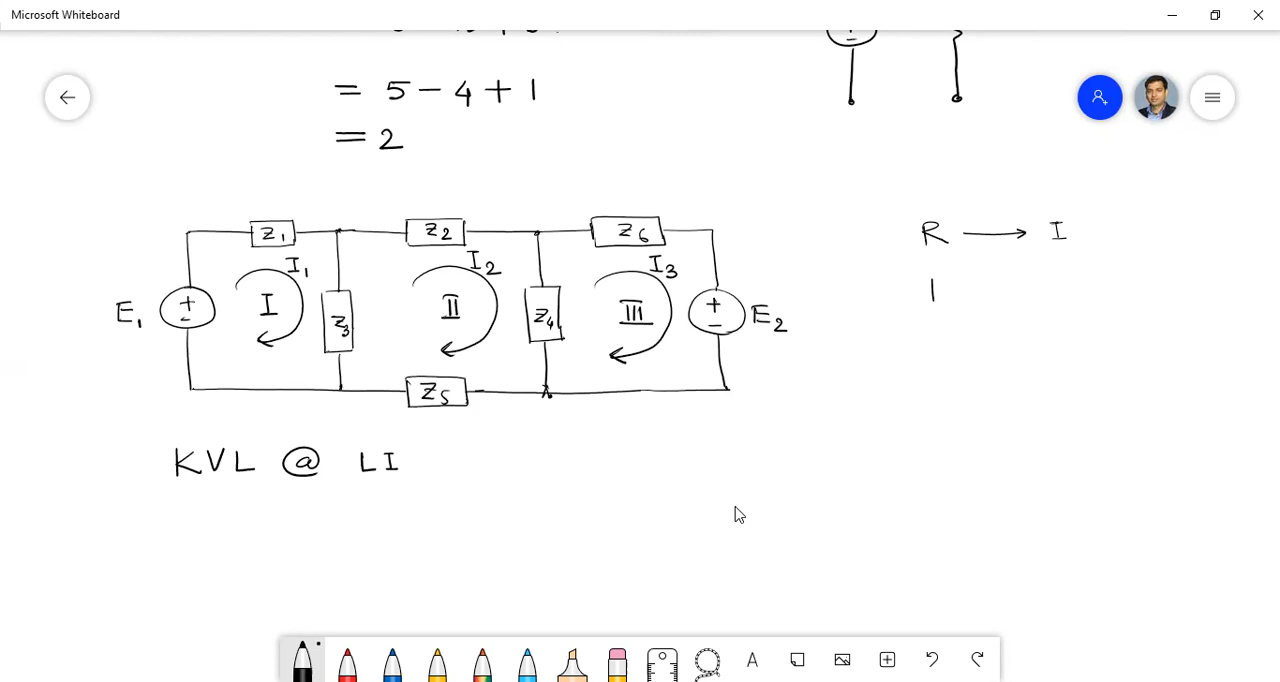 Microsoft Whiteboard
= 5 - 4 + 1
= 2
Z1 Z2 Z6
R → I
I1 I2 I3
E1 + - I Z3 II Z4 III + - E2
Z5
KVL @ LI
A